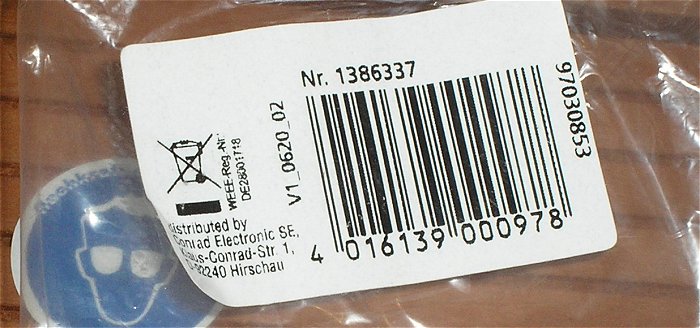 Nr. 1386337
97030853
V1_0620_02
WEEE-Reg.-Nr.
DE28001718
Distributed by
Conrad Electronic SE,
Klaus-Conrad-Str. 1,
D-92240 Hirschau
4 016139 000978